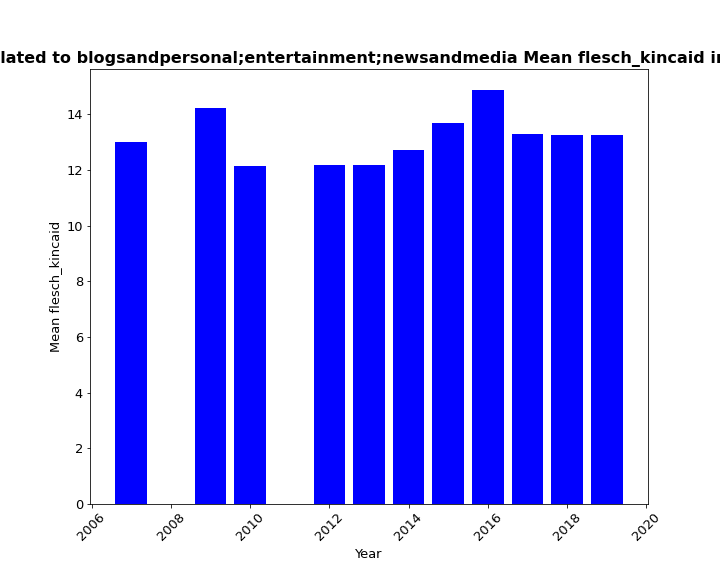 lated to blogsandpersonal;entertainment;newsandmedia Mean flesch_kincaid in
14
12
10
8
6
4
2
0
Mean flesch_kincaid
2006 2008 2010 2012 2014 2016 2018 2020
Year